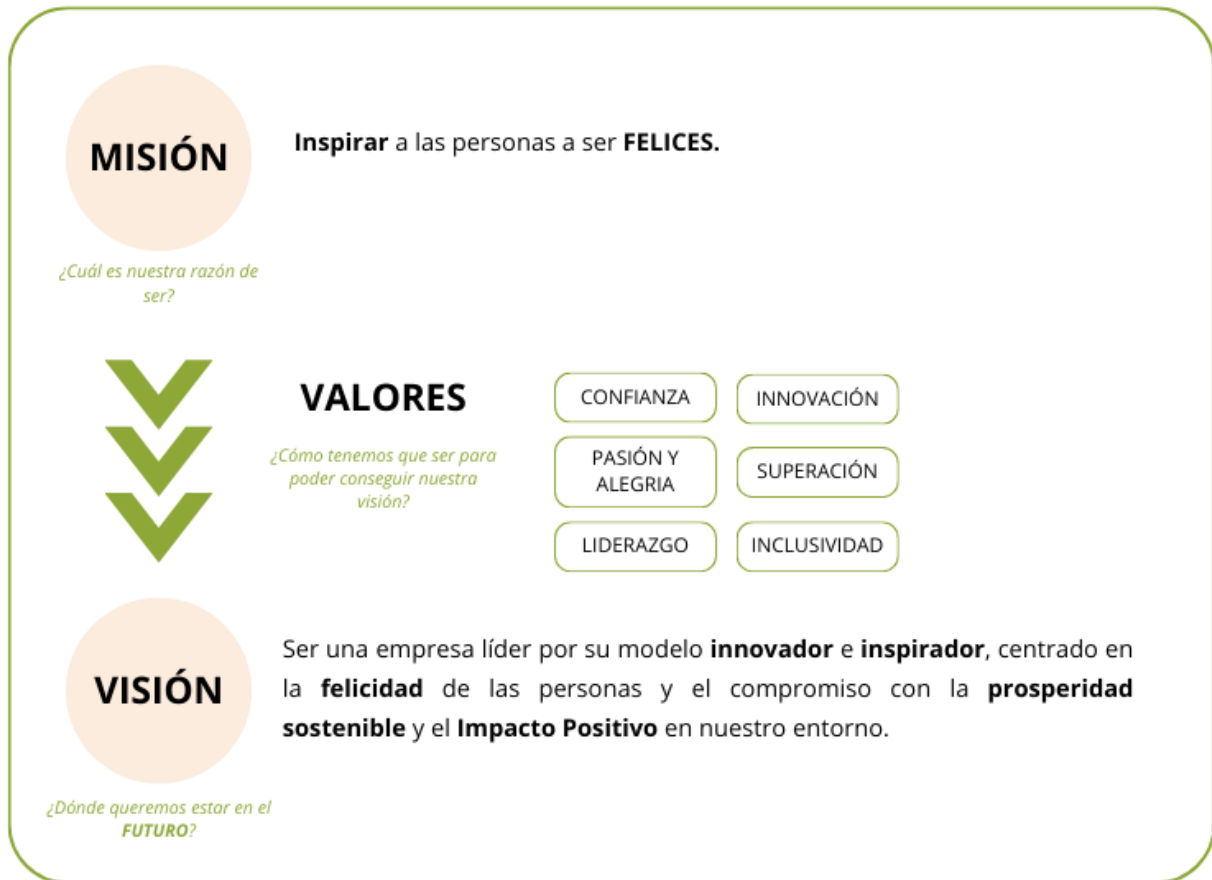 MISIÓN
Inspirar a las personas a ser FELICES.
¿Cuál es nuestra razón de
ser?
VALORES
¿Cómo tenemos que ser para
poder conseguir nuestra
visión?
CONFIANZA
INNOVACIÓN
PASIÓN Y
ALEGRIA
SUPERACIÓN
LIDERAZGO
INCLUSIVIDAD
VISIÓN
Ser una empresa líder por su modelo innovador e inspirador, centrado en
la felicidad de las personas y el compromiso con la prosperidad
sostenible y el Impacto Positivo en nuestro entorno.
¿Dónde queremos estar en el
FUTURO?